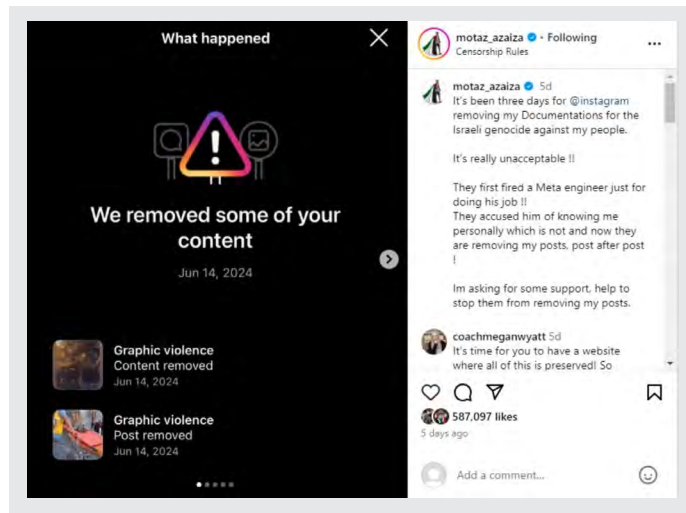 What happened
We removed some of your
content
Jun 14, 2024
Graphic violence
Content removed
Jun 14, 2024
Graphic violence
Post removed
Jun 14, 2024
motaz_azaiza • Following
Censorship Rules
motaz_azaiza 5d
It's been three days for @instagram
removing my Documentations for the
Israeli genocide against my people.
It's really unacceptable !!
They first fired a Meta engineer just for
doing his job !!
They accused him of knowing me
personally which is not and now they
are removing my posts, post after post
!
Im asking for some support, help to
stop them from removing my posts.
coachmeganwyatt 5d
It's time for you to have a website
where all of this is preserved! So
587,097 likes
5 days ago
Add a comment...